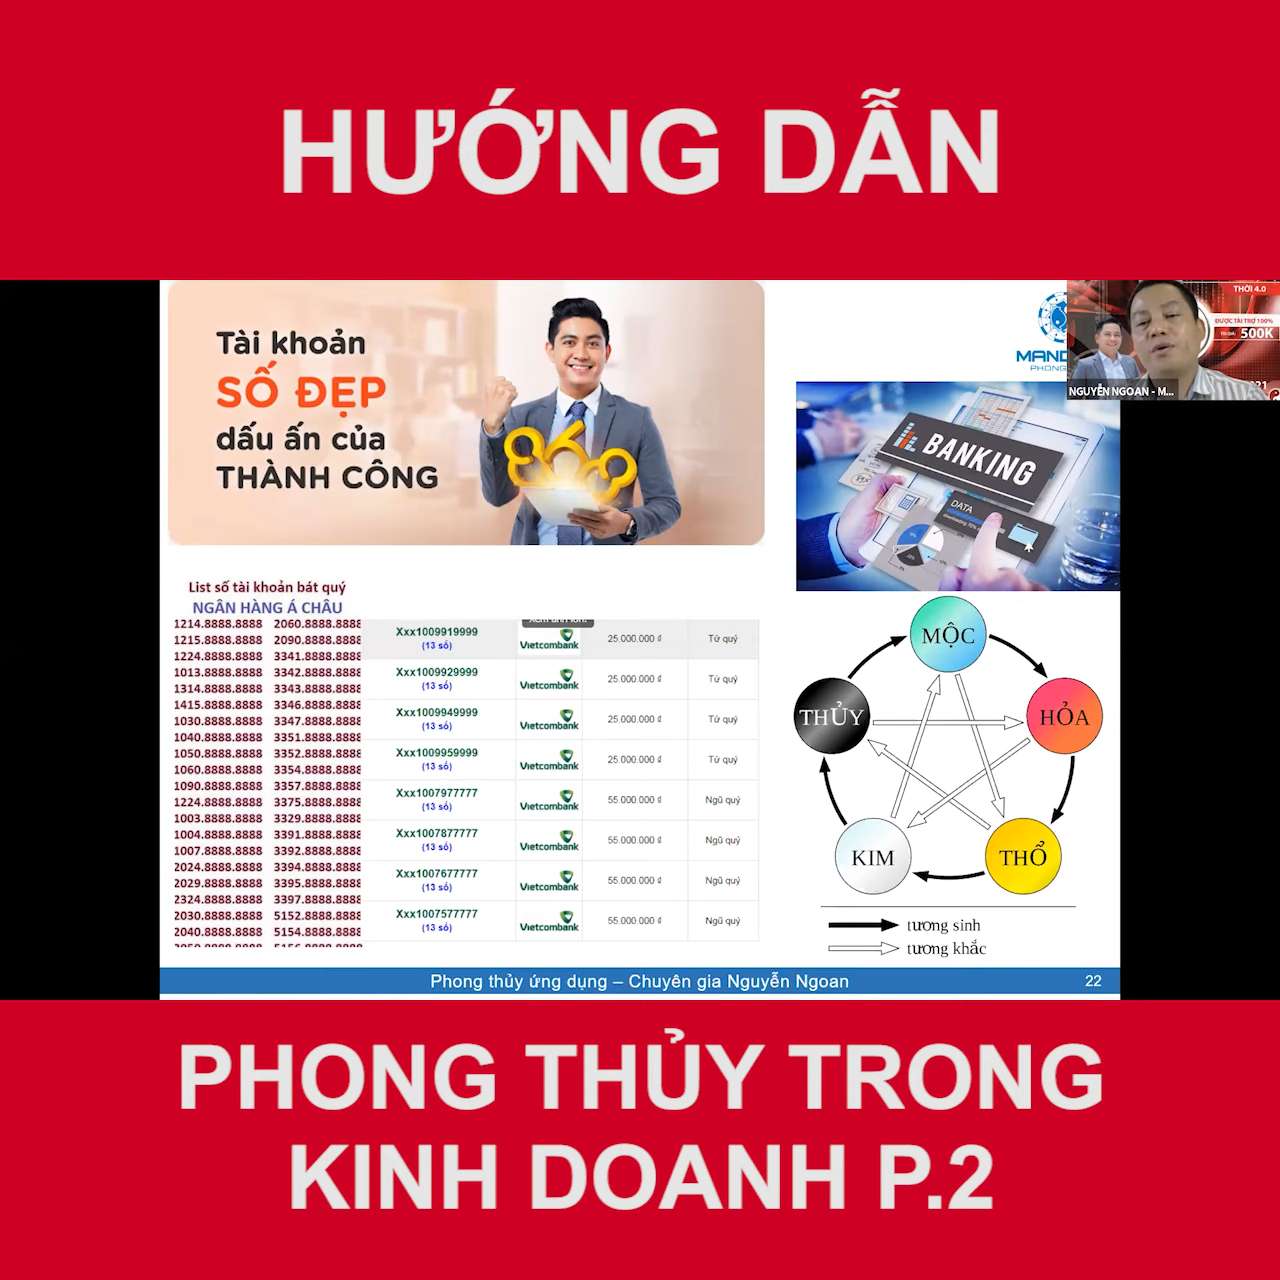 HƯỚNG DẪN
Tài khoản
SỐ ĐẸP
dấu ấn của
THÀNH CÔNG
868
BANKING
DATA
THỜI 4.0
ĐƯỢC TÀI TRỢ 100%
500K
NGUYỄN NGOAN - M...
List số tài khoản bát quý
NGÂN HÀNG Á CHÂU
1214.8888.8888 2060.8888.8888
1215.8888.8888 2090.8888.8888
1224.8888.8888 3341.8888.8888
1013.8888.8888 3342.8888.8888
1314.8888.8888 3343.8888.8888
1415.8888.8888 3346.8888.8888
1030.8888.8888 3347.8888.8888
1040.8888.8888 3351.8888.8888
1050.8888.8888 3352.8888.8888
1060.8888.8888 3354.8888.8888
1090.8888.8888 3357.8888.8888
1224.8888.8888 3375.8888.8888
1003.8888.8888 3329.8888.8888
1004.8888.8888 3391.8888.8888
1007.8888.8888 3392.8888.8888
2024.8888.8888 3394.8888.8888
2029.8888.8888 3395.8888.8888
2324.8888.8888 3397.8888.8888
2030.8888.8888 5152.8888.8888
2040.8888.8888 5154.8888.8888
Xxx1009919999 Vietcombank 25.000.000 ₫ Tứ quý
(13 số)
Xxx1009929999 Vietcombank 25.000.000 ₫ Tứ quý
(13 số)
Xxx1009949999 Vietcombank 25.000.000 ₫ Tứ quý
(13 số)
Xxx1009959999 Vietcombank 25.000.000 ₫ Tứ quý
(13 số)
Xxx1007977777 Vietcombank 55.000.000 ₫ Ngũ quý
(13 số)
Xxx1007877777 Vietcombank 55.000.000 ₫ Ngũ quý
(13 số)
Xxx1007677777 Vietcombank 55.000.000 ₫ Ngũ quý
(13 số)
Xxx1007577777 Vietcombank 55.000.000 ₫ Ngũ quý
(13 số)
MỘC
THỦY
HỎA
KIM
THỔ
tương sinh
tương khắc
Phong thủy ứng dụng – Chuyên gia Nguyễn Ngoan
22
PHONG THỦY TRONG
KINH DOANH P.2